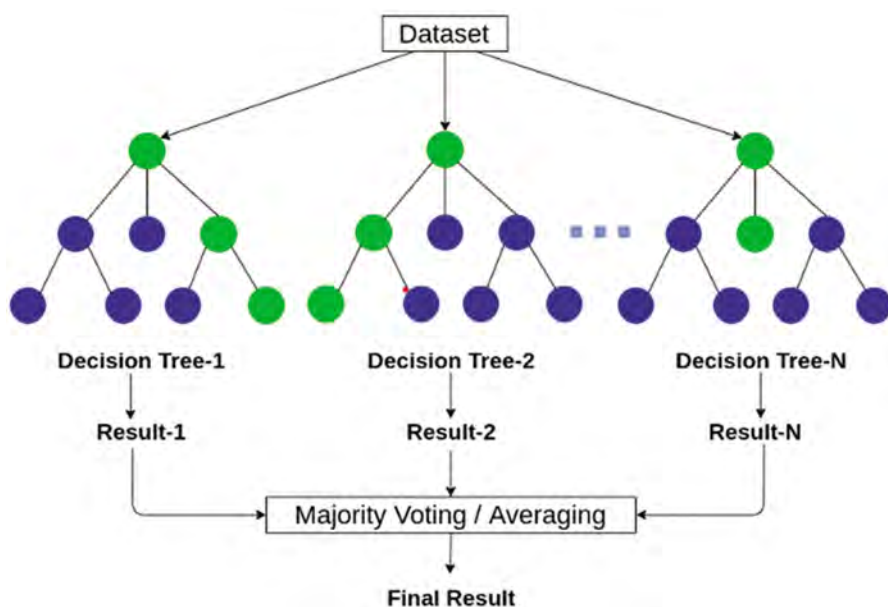 Dataset
Decision Tree-1
Decision Tree-2
Decision Tree-N
Result-1
Result-2
Result-N
Majority Voting / Averaging
Final Result